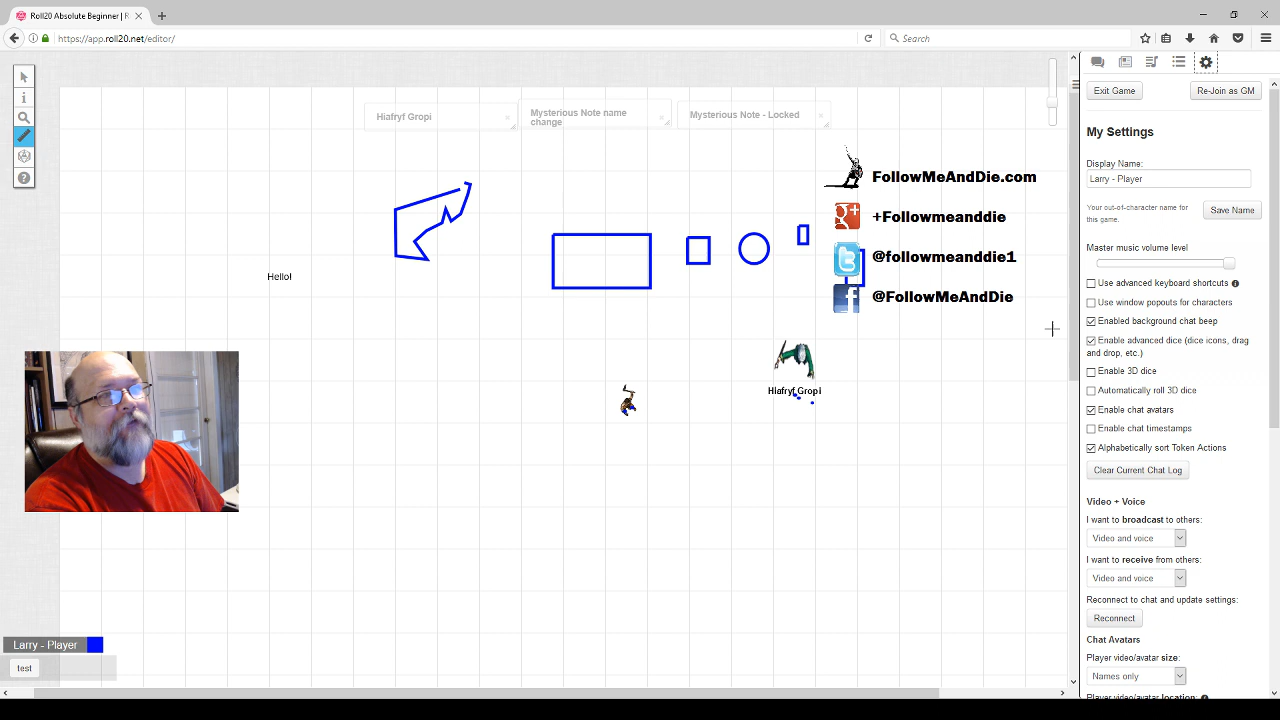 Roll20 Absolute Beginner | R
https://app.roll20.net/editor/
Search
Hiafryf Gropi
Mysterious Note name
change
Mysterious Note - Locked
FollowMeAndDie.com
+Followmeanddie
@followmeanddie1
@FollowMeAndDie
Hello!
Hiafryf Gropi
Larry - Player
test
Exit Game
Re-Join as GM
My Settings
Display Name:
Larry - Player
Your out-of-character name for
this game.
Save Name
Master music volume level
Use advanced keyboard shortcuts
Use window popouts for characters
Enabled background chat beep
Enable advanced dice (dice icons, drag
and drop, etc.)
Enable 3D dice
Automatically roll 3D dice
Enable chat avatars
Enable chat timestamps
Alphabetically sort Token Actions
Clear Current Chat Log
Video + Voice
I want to broadcast to others:
Video and voice
I want to receive from others:
Video and voice
Reconnect to chat and update settings:
Reconnect
Chat Avatars
Player video/avatar size:
Names only
Player video/avatar location: